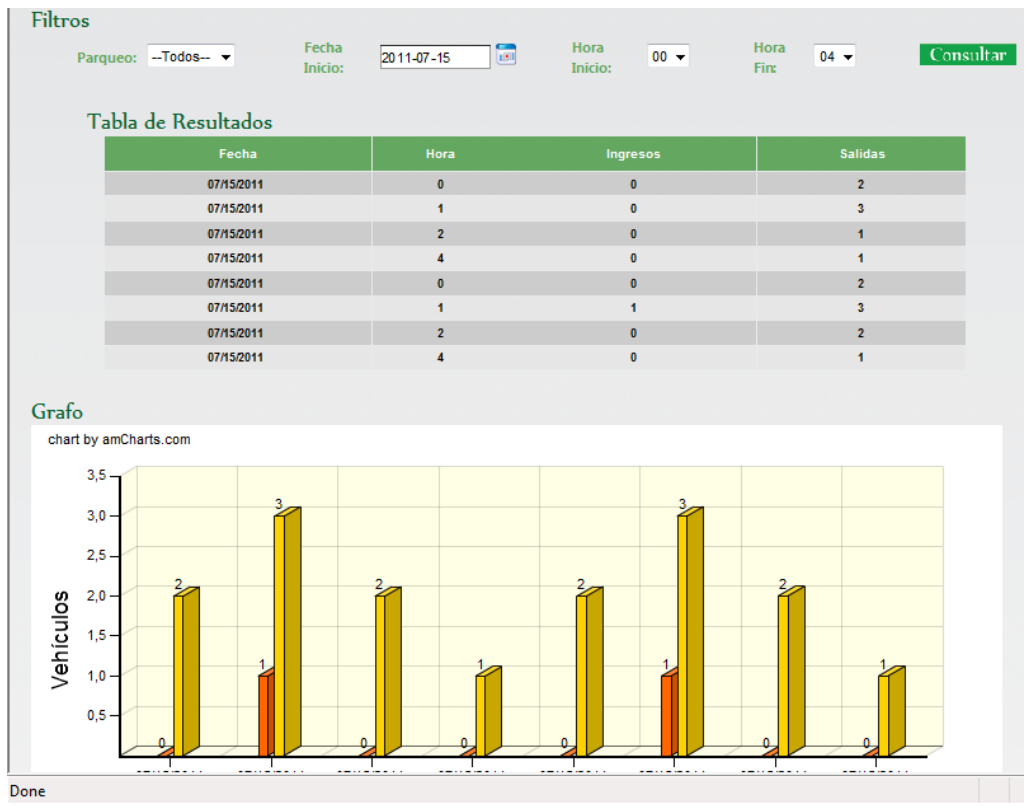 Filtros
Parqueo: --Todos-- Fecha Inicio: 2011-07-15 Hora Inicio: 00 Hora Fin: 04 Consultar
Tabla de Resultados
Fecha Hora Ingresos Salidas
07/15/2011 0 0 2
07/15/2011 1 0 3
07/15/2011 2 0 1
07/15/2011 4 0 1
07/15/2011 0 0 2
07/15/2011 1 1 3
07/15/2011 2 0 2
07/15/2011 4 0 1
Grafo
chart by amCharts.com
Vehículos
3,5
3,0
2,5
2,0
1,5
1,0
0,5
0 2 1 3 0 2 0 1 0 2 1 3 0 2 0 1
Done